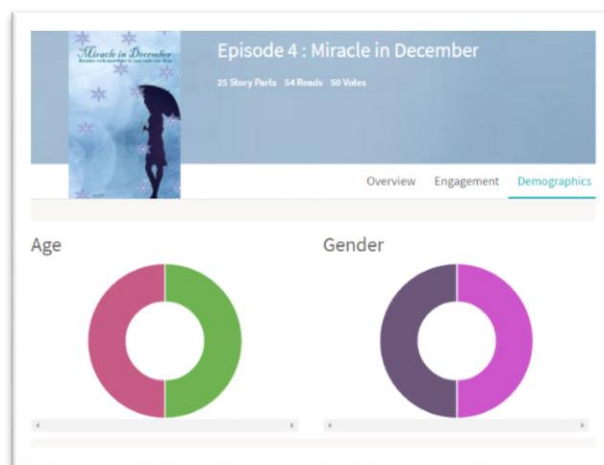 Miracle in December
Episode 4 : Miracle in December
25 Story Parts 54 Reads 50 Votes
Overview Engagement Demographics
Age
Gender